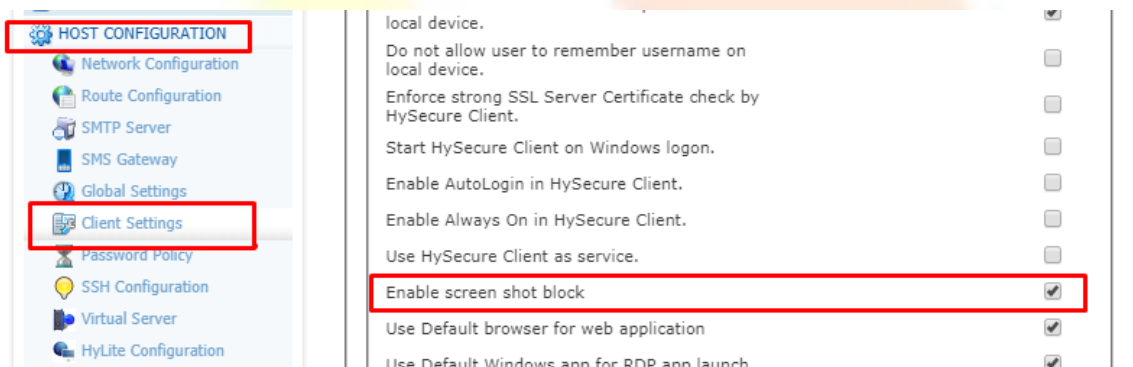 HOST CONFIGURATION
Network Configuration
Route Configuration
SMTP Server
SMS Gateway
Global Settings
Client Settings
Password Policy
SSH Configuration
Virtual Server
HyLite Configuration
local device.
Do not allow user to remember username on
local device.
Enforce strong SSL Server Certificate check by
HySecure Client.
Start HySecure Client on Windows logon.
Enable AutoLogin in HySecure Client.
Enable Always On in HySecure Client.
Use HySecure Client as service.
Enable screen shot block
Use Default browser for web application
Use Default Windows app for RDP app launch